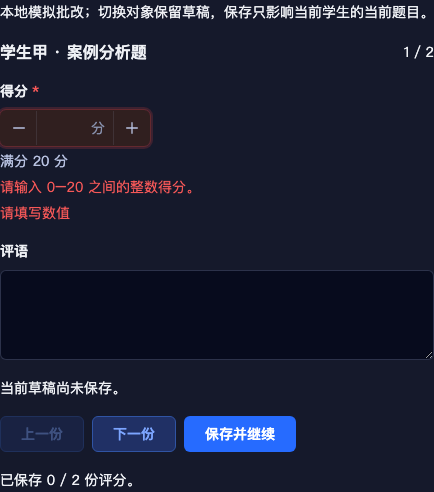 本地模拟批改；切换对象保留草稿，保存只影响当前学生的当前题目。
学生甲 · 案例分析题 1 / 2
得分 *
− 分 +
满分 20 分
请输入 0—20 之间的整数得分。
请填写数值
评语
当前草稿尚未保存。
上一份 下一份 保存并继续
已保存 0 / 2 份评分。